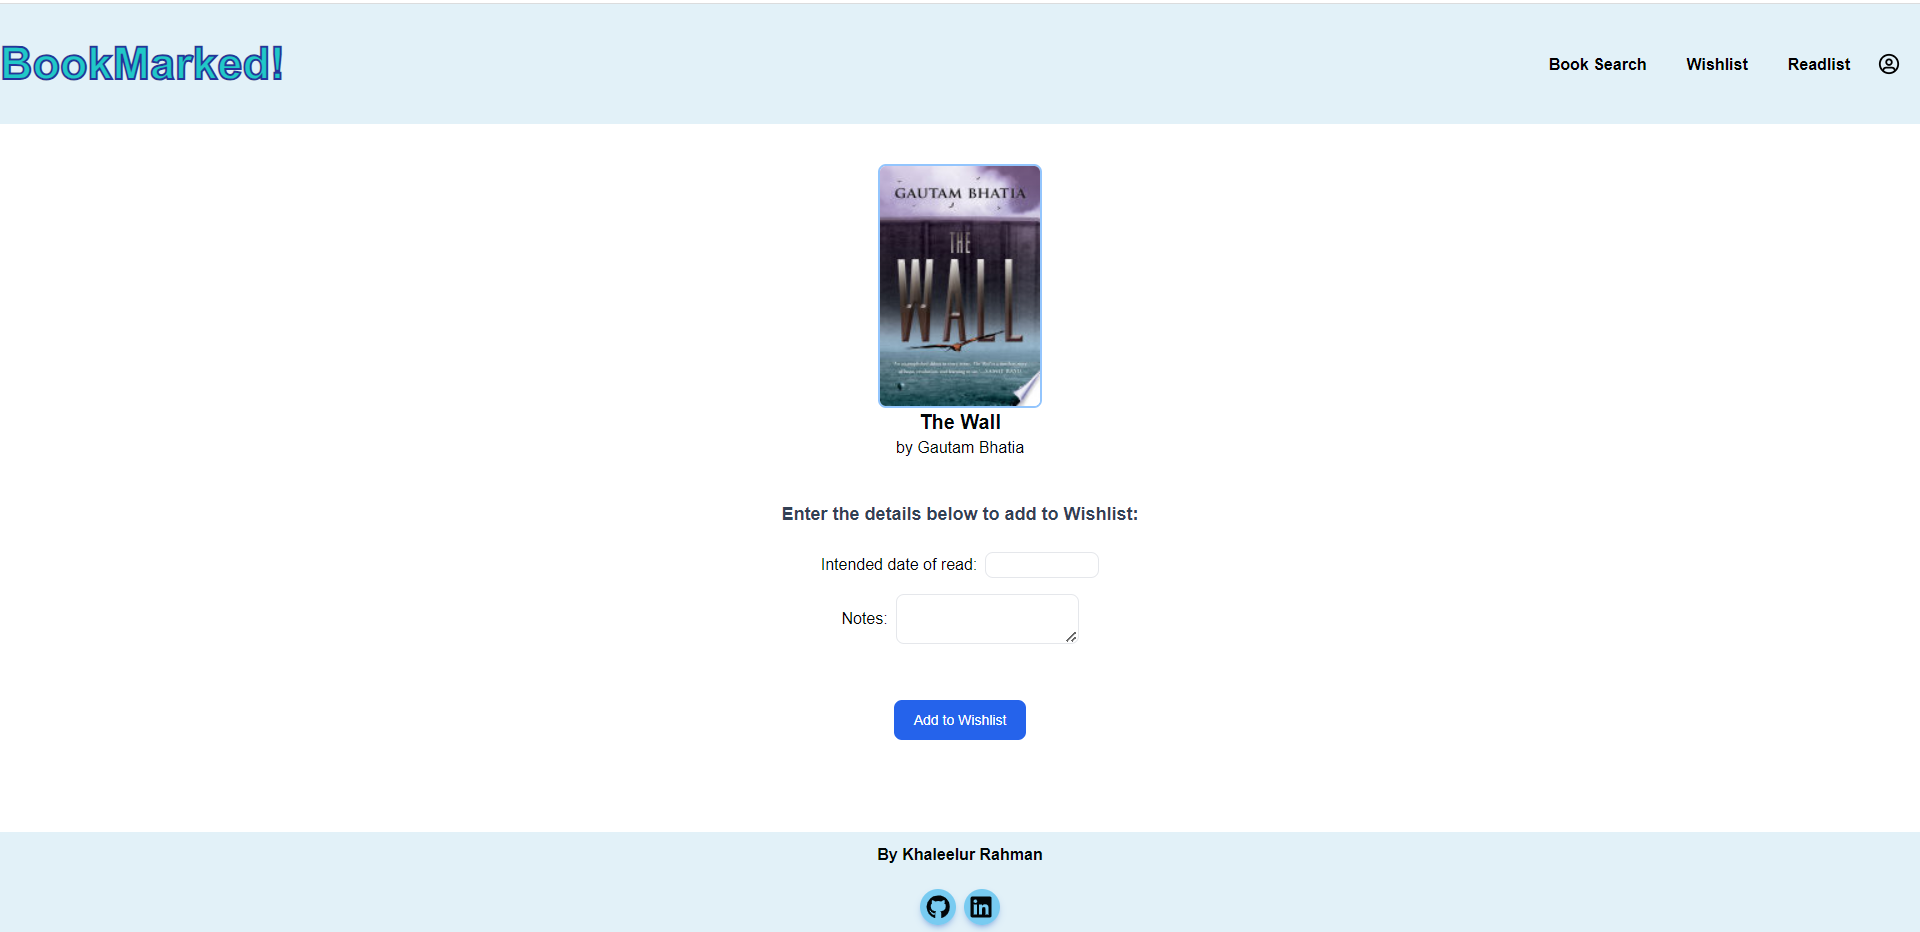 BookMarked!
Book Search
Wishlist
Readlist
GAUTAM BHATIA
THE
WALL
The Wall
by Gautam Bhatia
Enter the details below to add to Wishlist:
Intended date of read:
Notes:
Add to Wishlist
By Khaleelur Rahman
in